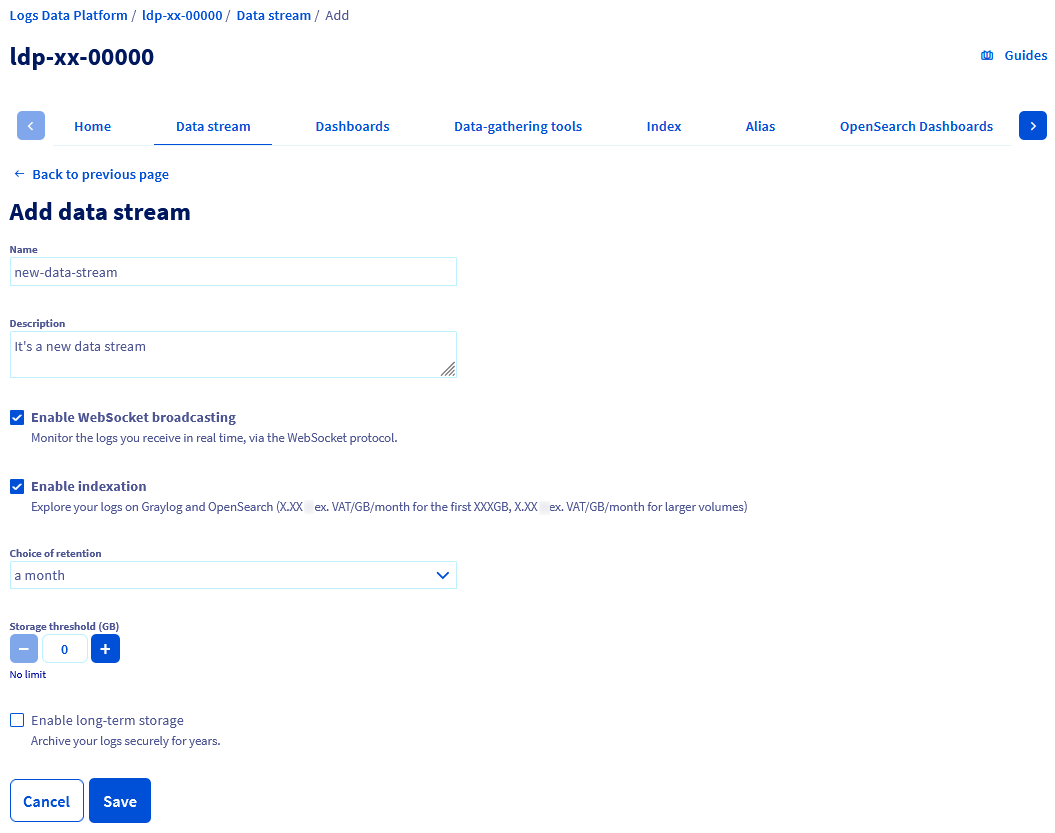 Logs Data Platform / ldp-xx-00000 / Data stream / Add
ldp-xx-00000
Guides
Home Data stream Dashboards Data-gathering tools Index Alias OpenSearch Dashboards
Back to previous page
Add data stream
Name
new-data-stream
Description
It's a new data stream
Enable WebSocket broadcasting
Monitor the logs you receive in real time, via the WebSocket protocol.
Enable indexation
Explore your logs on Graylog and OpenSearch (X.XX ex. VAT/GB/month for the first XXXGB, X.XX ex. VAT/GB/month for larger volumes)
Choice of retention
a month
Storage threshold (GB)
− 0 +
No limit
Enable long-term storage
Archive your logs securely for years.
Cancel Save